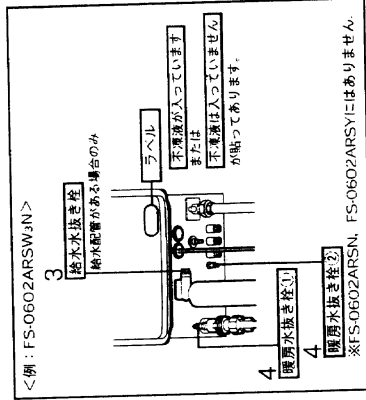 <例：FS-0602ARSW3N>
3
給水水抜き栓
給水配管がある場合のみ
ラベル
不凍液が入っています
または
不凍液は入っていません
が貼ってあります。
4
暖房水抜き栓①
4
暖房水抜き栓②
※FS-0602ARSN、FS-0602ARSYIにはありません。